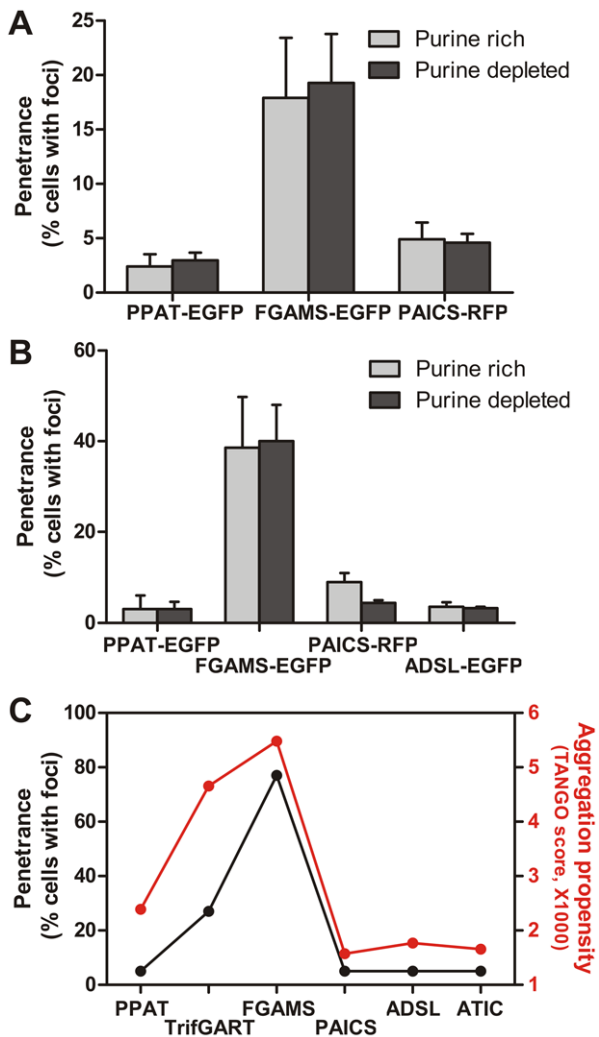 A
25
20
15
10
5
0
Penetrance
(% cells with foci)
Purine rich
Purine depleted
PPAT-EGFP FGAMS-EGFP PAICS-RFP
B
60
40
20
0
Penetrance
(% cells with foci)
Purine rich
Purine depleted
PPAT-EGFP PAICS-RFP
FGAMS-EGFP ADSL-EGFP
C
100
80
60
40
20
0
Penetrance
(% cells with foci)
6
5
4
3
2
1
Aggregation propensity
(TANGO score, X1000)
PPAT FGAMS ADSL ATIC
TrifGART PAICS